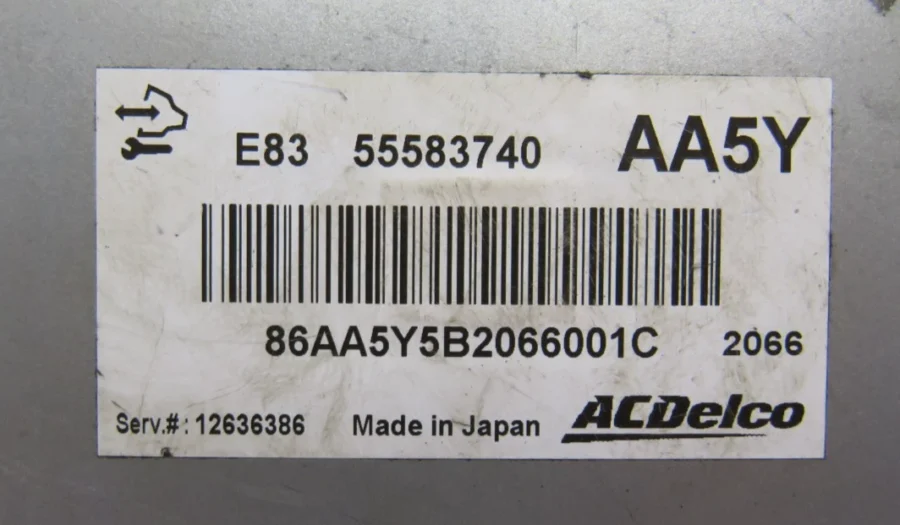 E83 55583740 AA5Y
86AA5Y5B2066001C 2066
Serv.#: 12636386 Made in Japan ACDelco